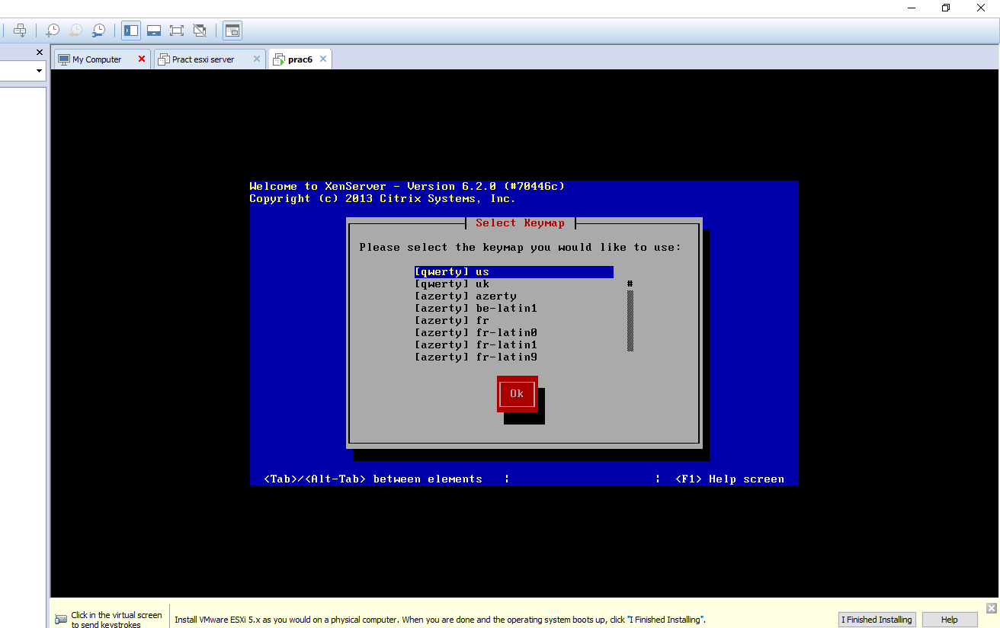 My Computer
Pract esxi server
prac6
Welcome to XenServer - Version 6.2.0 (#70446c)
Copyright (c) 2013 Citrix Systems, Inc.
Select Keymap
Please select the keymap you would like to use:
[qwerty] us
[qwerty] uk
#
[azerty] azerty
[azerty] be-latin1
[azerty] fr
[azerty] fr-latin0
[azerty] fr-latin1
[azerty] fr-latin9
Ok
<Tab>/<Alt-Tab> between elements ¦ ¦ <F1> Help screen
Click in the virtual screen
to send keystrokes
Install VMware ESXi 5.x as you would on a physical computer. When you are done and the operating system boots up, click "I Finished Installing".
I Finished Installing
Help